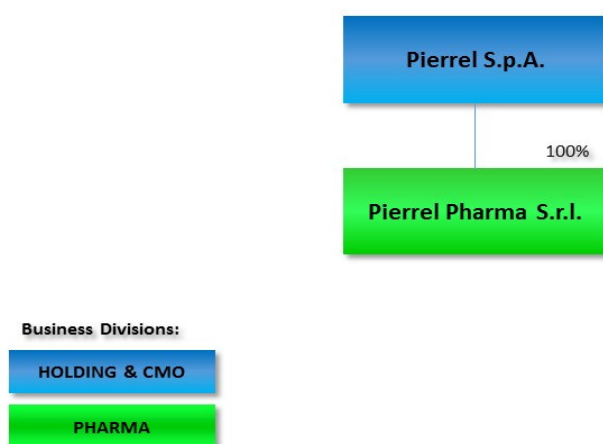 Pierrel S.p.A.
100%
Pierrel Pharma S.r.l.
Business Divisions:
HOLDING & CMO
PHARMA